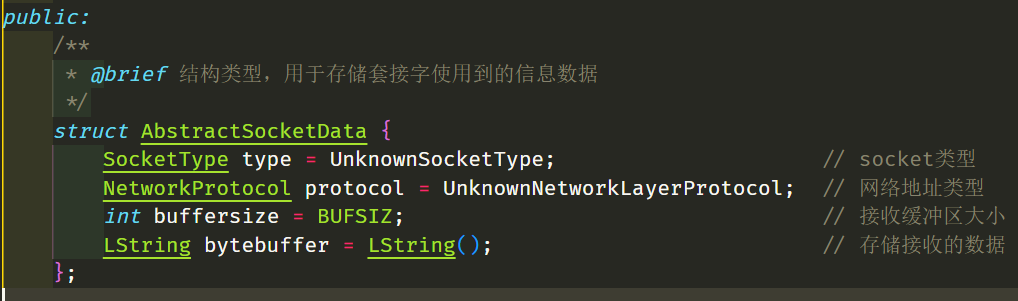 public:
/**
* @brief 结构类型，用于存储套接字使用到的信息数据
*/
struct AbstractSocketData {
SocketType type = UnknownSocketType; // socket类型
NetworkProtocol protocol = UnknownNetworkLayerProtocol; // 网络地址类型
int buffersize = BUFSIZ; // 接收缓冲区大小
LString bytebuffer = LString(); // 存储接收的数据
};